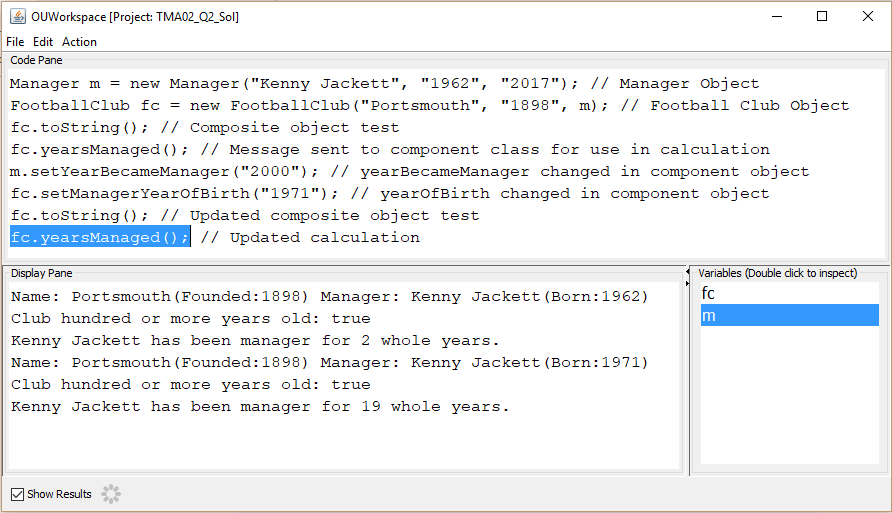 OUWorkspace [Project: TMA02_Q2_Sol]
File Edit Action
Code Pane
Manager m = new Manager("Kenny Jackett", "1962", "2017"); // Manager Object
FootballClub fc = new FootballClub("Portsmouth", "1898", m); // Football Club Object
fc.toString(); // Composite object test
fc.yearsManaged(); // Message sent to component class for use in calculation
m.setYearBecameManager("2000"); // yearBecameManager changed in component object
fc.setManagerYearOfBirth("1971"); // yearOfBirth changed in component object
fc.toString(); // Updated composite object test
fc.yearsManaged(); // Updated calculation
Display Pane
Name: Portsmouth(Founded:1898) Manager: Kenny Jackett(Born:1962)
Club hundred or more years old: true
Kenny Jackett has been manager for 2 whole years.
Name: Portsmouth(Founded:1898) Manager: Kenny Jackett(Born:1971)
Club hundred or more years old: true
Kenny Jackett has been manager for 19 whole years.
Variables (Double click to inspect)
fc
m
Show Results